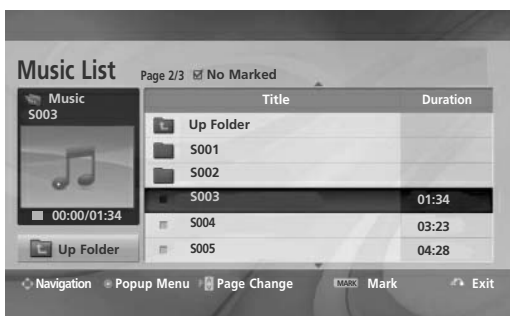 Music List Page 2/3 No Marked
Music
S003
00:00/01:34
Up Folder
Title Duration
Up Folder
S001
S002
S003 01:34
S004 03:23
S005 04:28
Navigation Popup Menu Page Change MARK Mark Exit